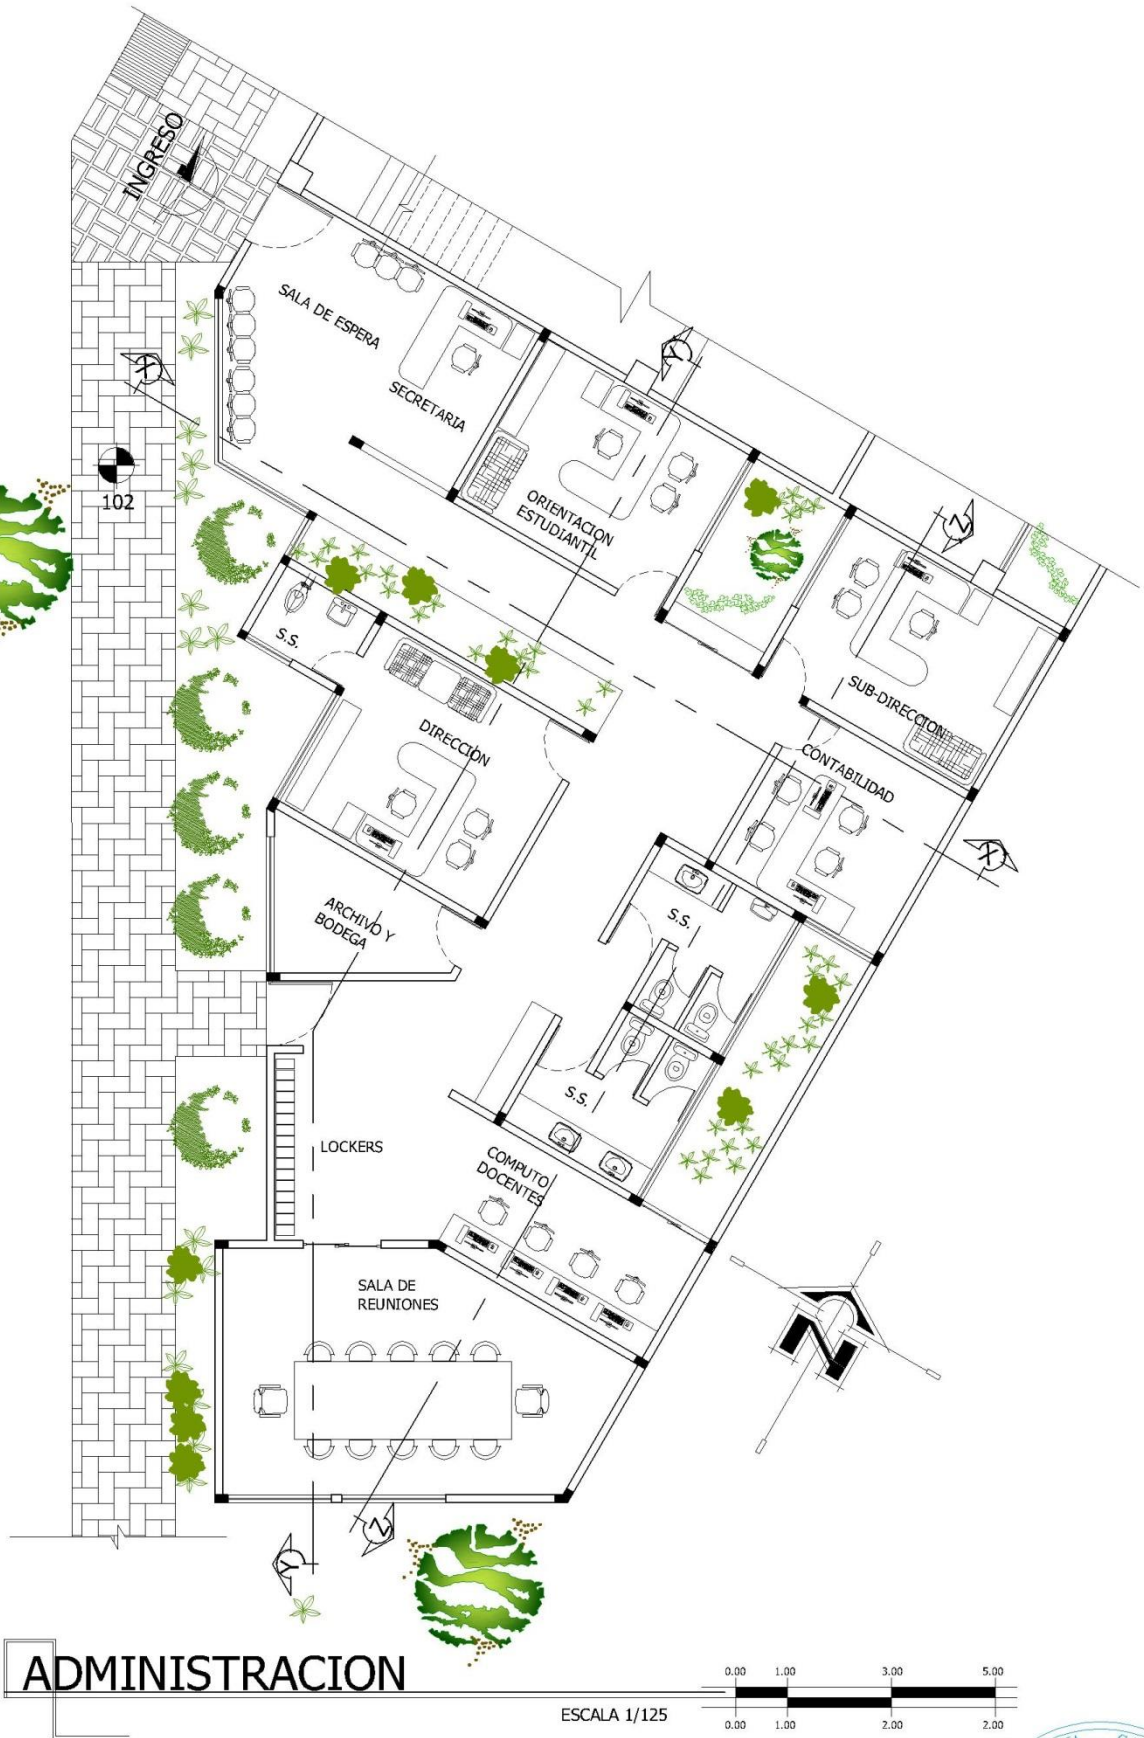 INGRESO
SALA DE ESPERA
SECRETARIA
Y
X
102
ORIENTACION
ESTUDIANTIL
Z
S.S.
SUB-DIRECCION
DIRECCION
CONTABILIDAD
X
ARCHIVO Y
BODEGA
S.S.
S.S.
LOCKERS
COMPUTO
DOCENTES
SALA DE
REUNIONES
N
Z
Y
ADMINISTRACION
ESCALA 1/125
0.00 1.00 3.00 5.00
0.00 1.00 2.00 2.00